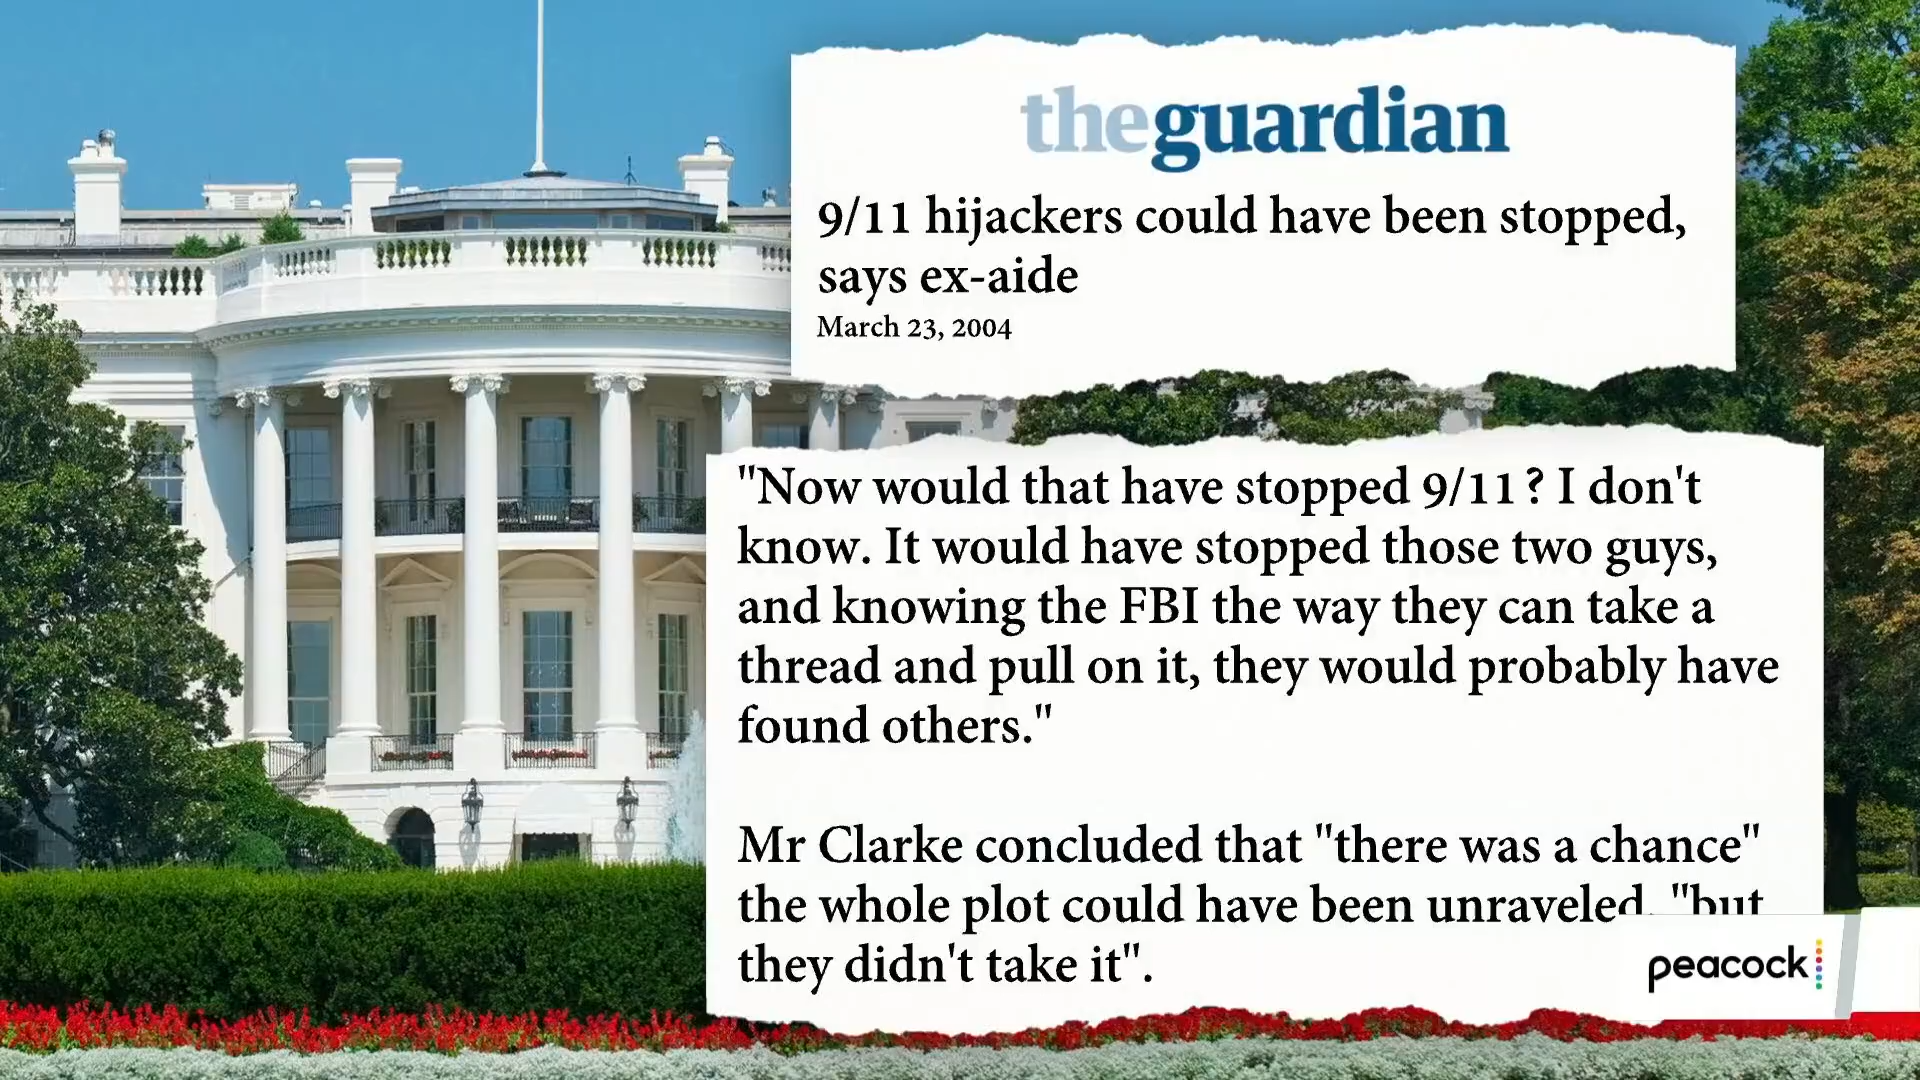 theguardian
9/11 hijackers could have been stopped,
says ex-aide
March 23, 2004
"Now would that have stopped 9/11? I don't
know. It would have stopped those two guys,
and knowing the FBI the way they can take a
thread and pull on it, they would probably have
found others."
Mr Clarke concluded that "there was a chance"
the whole plot could have been unraveled, "but
they didn't take it".
peacock